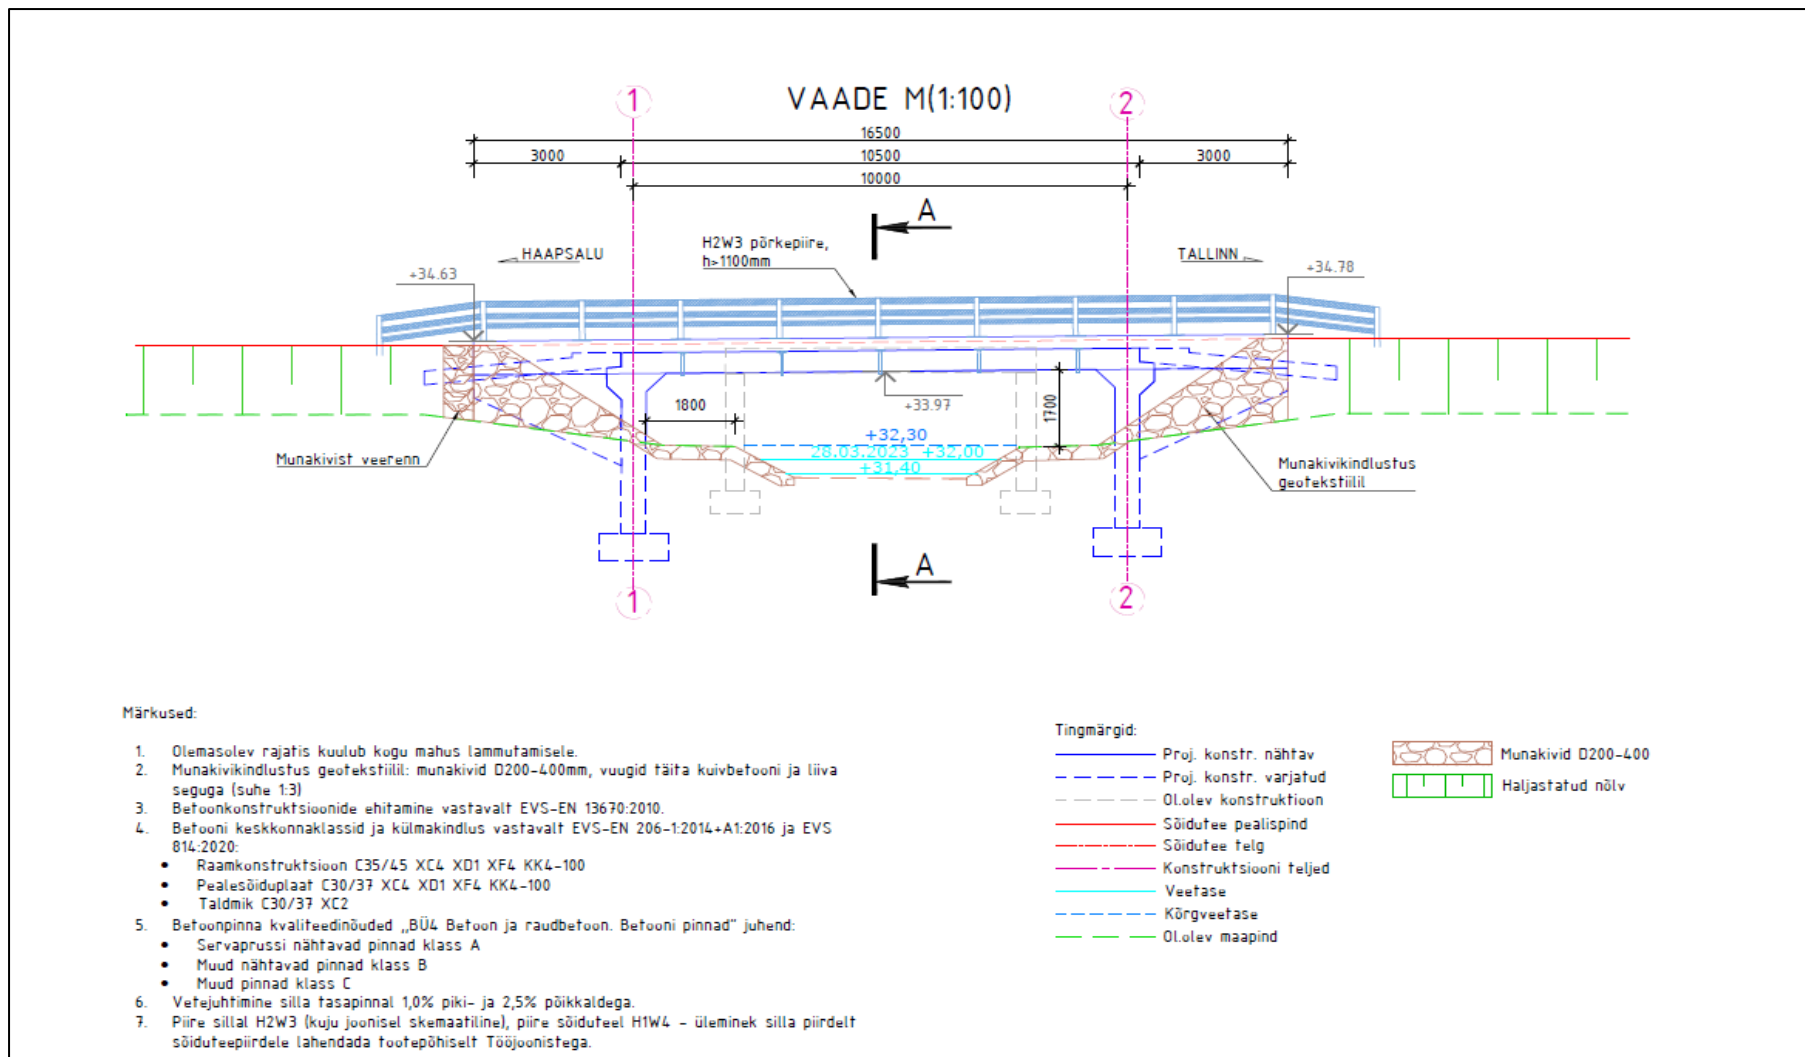 VAADE M(1:100)
1
2
16500
3000
10500
3000
10000
A
H2W3 põrkepiire,
h>1100mm
HAAPSALU
TALLINN
+34.63
+34.78
1800
1700
+33.97
+32,30
28.03.2023 +32,00
+31,40
Munakivist veerenn
Munakivikindlustus
geotekstiilil
A
1
2
Märkused:
1. Olemasolev rajatis kuulub kogu mahus lammutamisele.
2. Munakivikindlustus geotekstiilil: munakivid D200-400mm, vuugid täita kuivbetooni ja liiva
seguga (suhe 1:3)
3. Betoonkonstruktsioonide ehitamine vastavalt EVS-EN 13670:2010.
4. Betooni keskkonnaklassid ja külmakindlus vastavalt EVS-EN 206-1:2014+A1:2016 ja EVS
814:2020:
• Raamkonstruktsioon C35/45 XC4 XD1 XF4 KK4-100
• Pealesõiduplaat C30/37 XC4 XD1 XF4 KK4-100
• Taldmik C30/37 XC2
5. Betoonpinna kvaliteedinõuded „BÜ4 Betoon ja raudbetoon. Betooni pinnad" juhend:
• Servaprussi nähtavad pinnad klass A
• Muud nähtavad pinnad klass B
• Muud pinnad klass C
6. Vetejuhtimine silla tasapinnal 1,0% piki- ja 2,5% põikkaldega.
7. Piire sillal H2W3 (kuju joonisel skemaatiline), piire sõiduteel H1W4 - üleminek silla piirdelt
sõiduteepiirdele lahendada tootepõhiselt Tööjoonistega.
Tingmärgid:
Proj. konstr. nähtav
Proj. konstr. varjatud
Ol.olev konstruktioon
Sõidutee pealispind
Sõidutee telg
Konstruktsiooni teljed
Veetase
Kõrgveetase
Ol.olev maapind
Munakivid D200-400
Haljastatud nõlv